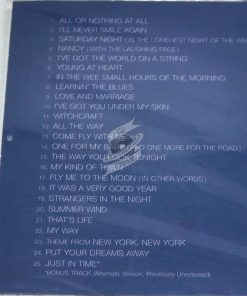 1. ALL OR NOTHING AT ALL
2. I'LL NEVER SMILE AGAIN
3. SATURDAY NIGHT (IS THE LONELIEST NIGHT OF THE WEEK)
4. NANCY (WITH THE LAUGHING FACE)
5. I'VE GOT THE WORLD ON A STRING
6. YOUNG AT HEART
7. IN THE WEE SMALL HOURS OF THE MORNING
8. LEARNIN' THE BLUES
9. LOVE AND MARRIAGE
10. I'VE GOT YOU UNDER MY SKIN
11. WITCHCRAFT
12. ALL THE WAY
13. COME FLY WITH ME
14. ONE FOR MY BABY (AND ONE MORE FOR THE ROAD)
15. THE WAY YOU LOOK TONIGHT
16. MY KIND OF TOWN
17. FLY ME TO THE MOON (IN OTHER WORDS)
18. IT WAS A VERY GOOD YEAR
19. STRANGERS IN THE NIGHT
20. SUMMER WIND
21. THAT'S LIFE
22. MY WAY
23. THEME FROM NEW YORK, NEW YORK
24. PUT YOUR DREAMS AWAY
25. JUST IN TIME*
*BONUS TRACK (Alternate Version, Previously Unreleased)